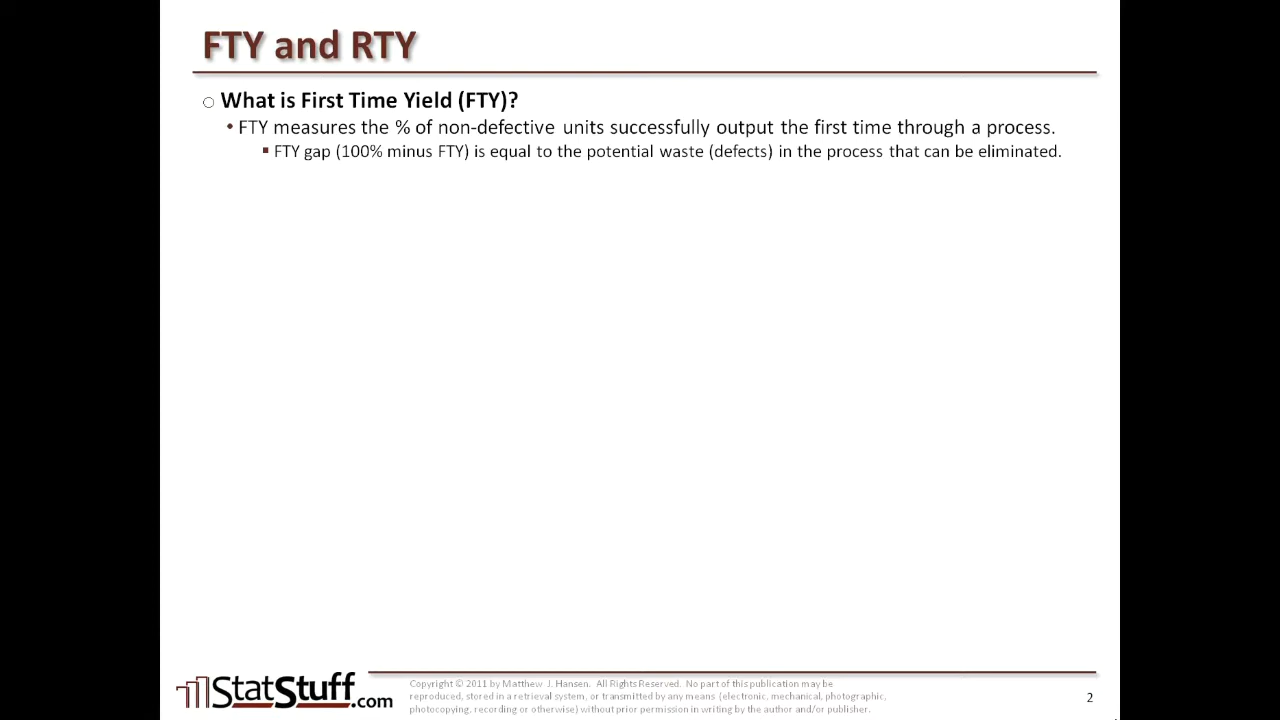 FTY and RTY
○ What is First Time Yield (FTY)?
• FTY measures the % of non-defective units successfully output the first time through a process.
▪ FTY gap (100% minus FTY) is equal to the potential waste (defects) in the process that can be eliminated.
StatStuff.com
Copyright © 2011 by Matthew J. Hansen. All Rights Reserved. No part of this publication may be
reproduced, stored in a retrieval system, or transmitted by any means (electronic, mechanical, photographic,
photocopying, recording or otherwise) without prior permission in writing by the author and/or publisher.
2